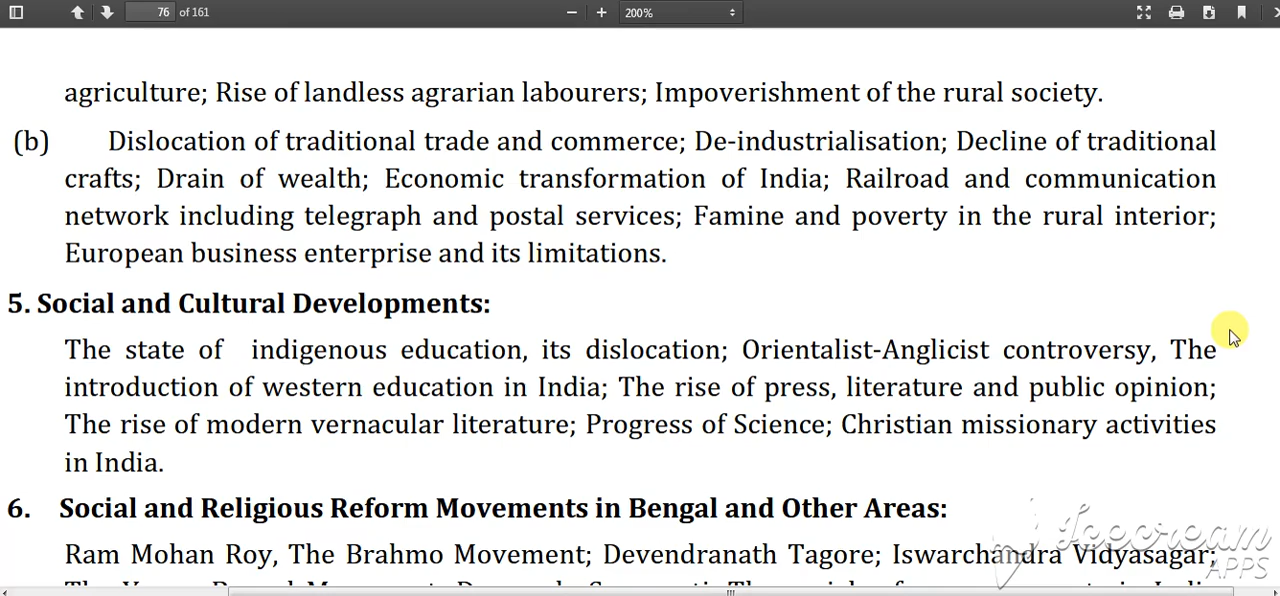 76 of 161
200%
agriculture; Rise of landless agrarian labourers; Impoverishment of the rural society.
(b) Dislocation of traditional trade and commerce; De-industrialisation; Decline of traditional
crafts; Drain of wealth; Economic transformation of India; Railroad and communication
network including telegraph and postal services; Famine and poverty in the rural interior;
European business enterprise and its limitations.
5. Social and Cultural Developments:
The state of indigenous education, its dislocation; Orientalist-Anglicist controversy, The
introduction of western education in India; The rise of press, literature and public opinion;
The rise of modern vernacular literature; Progress of Science; Christian missionary activities
in India.
6. Social and Religious Reform Movements in Bengal and Other Areas:
Ram Mohan Roy, The Brahmo Movement; Devendranath Tagore; Iswarchandra Vidyasagar;
Icecream
APPS